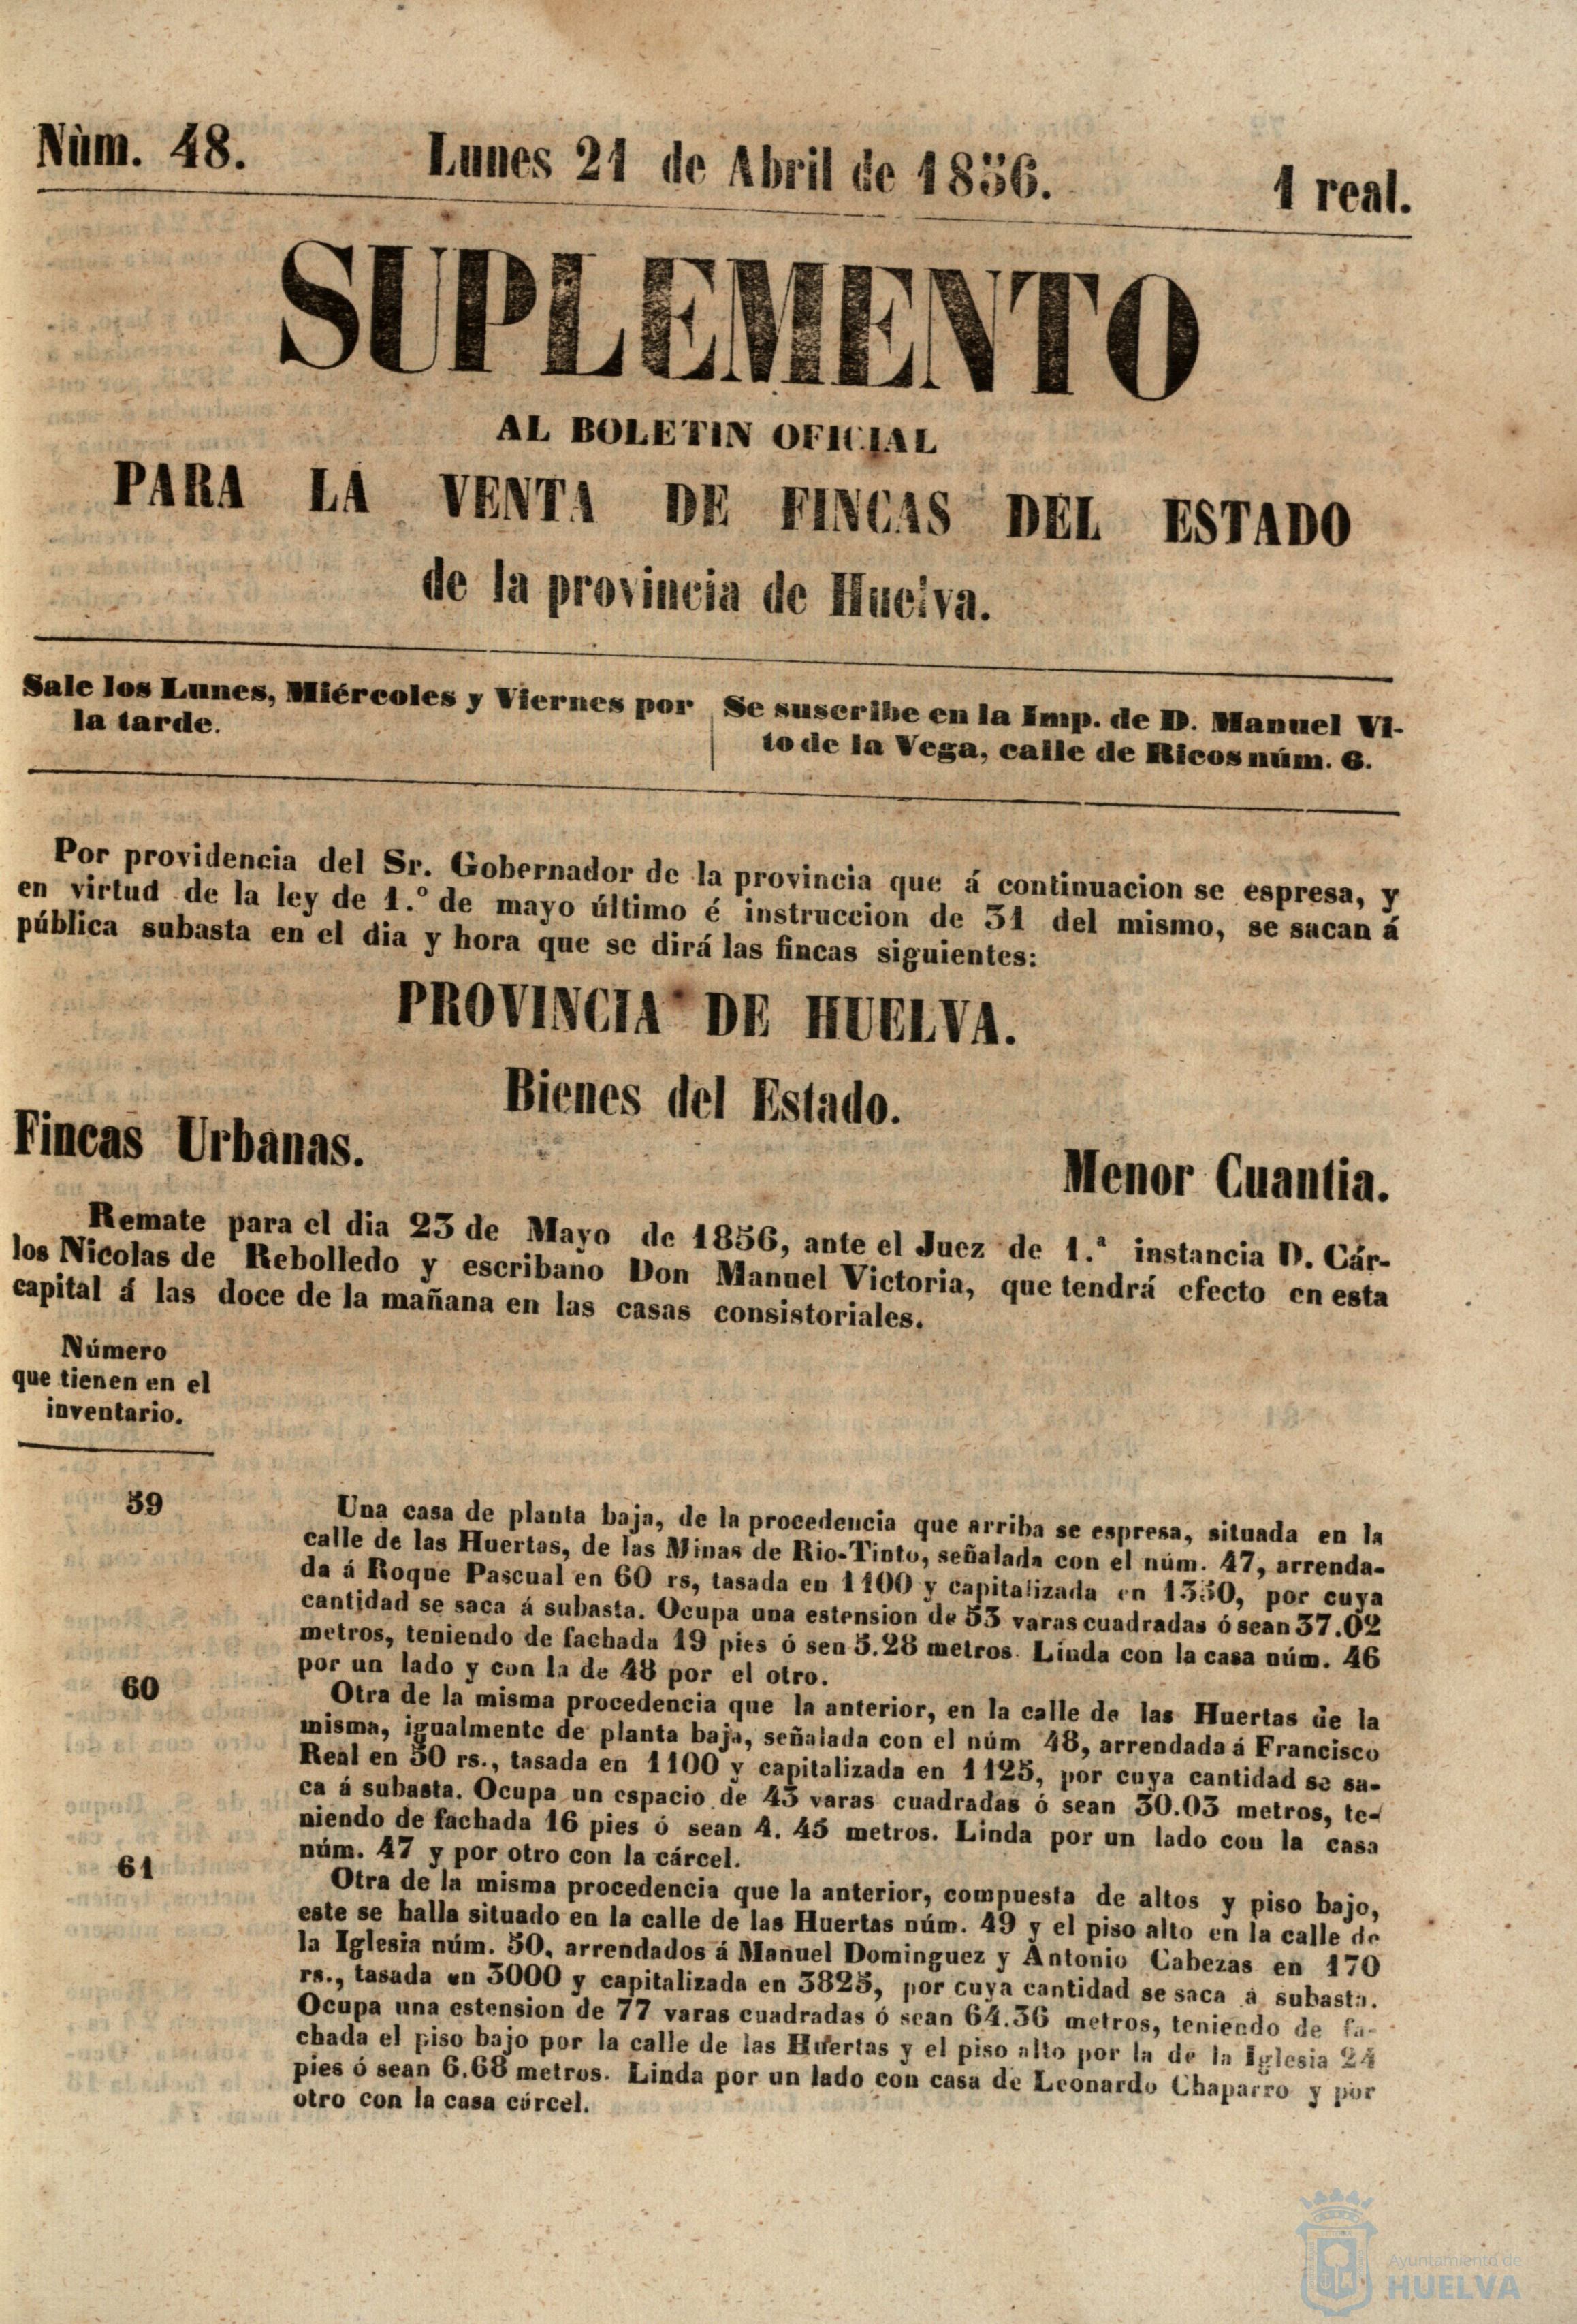 Nùm. 48.
Lunes 21 de Abril de 1856.
1 real.
SUPLEMENTO
AL BOLETIN OFICIAL
PARA LA VENTA DE FINCAS DEL ESTADO
de la provincia de Huelva.
Sale los Lunes, Miércoles y Viernes por
la tarde.
Se suscribe en la Imp. de D. Manuel Vi-
to de la Vega, calle de Ricos núm. 6.
Por providencia del Sr. Gobernador de la provincia que á continuacion se espresa, y
en virtud de la ley de 1.º de mayo último é instruccion de 31 del mismo, se sacan á
pública subasta en el dia y hora que se dirá las fincas siguientes:
PROVINCIA DE HUELVA.
Bienes del Estado.
Fincas Urbanas.
Menor Cuantia.
Remate para el dia 23 de Mayo de 1856, ante el Juez de 1.ª instancia D. Cár-
los Nicolas de Rebolledo y escribano Don Manuel Victoria, que tendrá efecto en esta
capital á las doce de la mañana en las casas consistoriales.
Número
que tienen en el
inventario.
59
Una casa de planta baja, de la procedencia que arriba se espresa, situada en la
calle de las Huertas, de las Minas de Rio-Tinto, señalada con el núm. 47, arrenda-
da á Roque Pascual en 60 rs, tasada en 1100 y capitalizada en 1350, por cuya
cantidad se saca á subasta. Ocupa una estension de 53 varas cuadradas ó sean 37.02
metros, teniendo de fachada 19 pies ó sen 5.28 metros. Linda con la casa núm. 46
por un lado y con la de 48 por el otro.
60
Otra de la misma procedencia que la anterior, en la calle de las Huertas de la
misma, igualmente de planta baja, señalada con el núm 48, arrendada á Francisco
Real en 50 rs., tasada en 1100 y capitalizada en 1125, por cuya cantidad se sa-
ca á subasta. Ocupa un espacio de 43 varas cuadradas ó sean 30.03 metros, te-
niendo de fachada 16 pies ó sean 4. 45 metros. Linda por un lado con la casa
núm. 47 y por otro con la cárcel.
61
Otra de la misma procedencia que la anterior, compuesta de altos y piso bajo,
este se halla situado en la calle de las Huertas núm. 49 y el piso alto en la calle de
la Iglesia núm. 50, arrendados á Manuel Dominguez y Antonio Cabezas en 170
rs., tasada en 3000 y capitalizada en 3825, por cuya cantidad se saca á subasta.
Ocupa una estension de 77 varas cuadradas ó sean 64.36 metros, teniendo de fa-
chada el piso bajo por la calle de las Huertas y el piso alto por la de la Iglesia 24
pies ó sean 6.68 metros. Linda por un lado con casa de Leonardo Chaparro y por
otro con la casa cárcel.
Ayuntamiento de
HUELVA